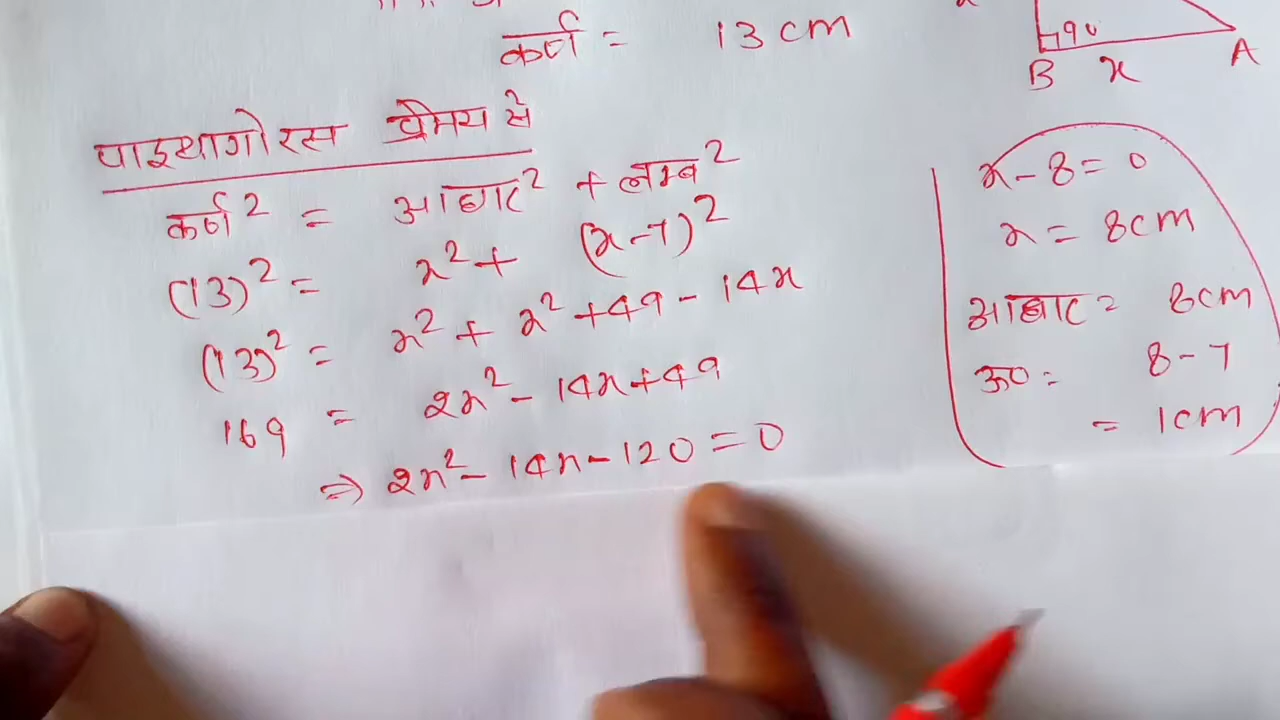 कर्ण = 13 cm
90
B x A
पाइथागोरस प्रेमय से
कर्ण² = आधार² + लम्ब²
(13)² = x² + (x-7)²
(13)² = x² + x² + 49 - 14x
169 = 2x² - 14x + 49
⇒ 2x² - 14x - 120 = 0
x - 8 = 0
x = 8cm
आधार = 8cm
ऊ० = 8 - 7
= 1cm